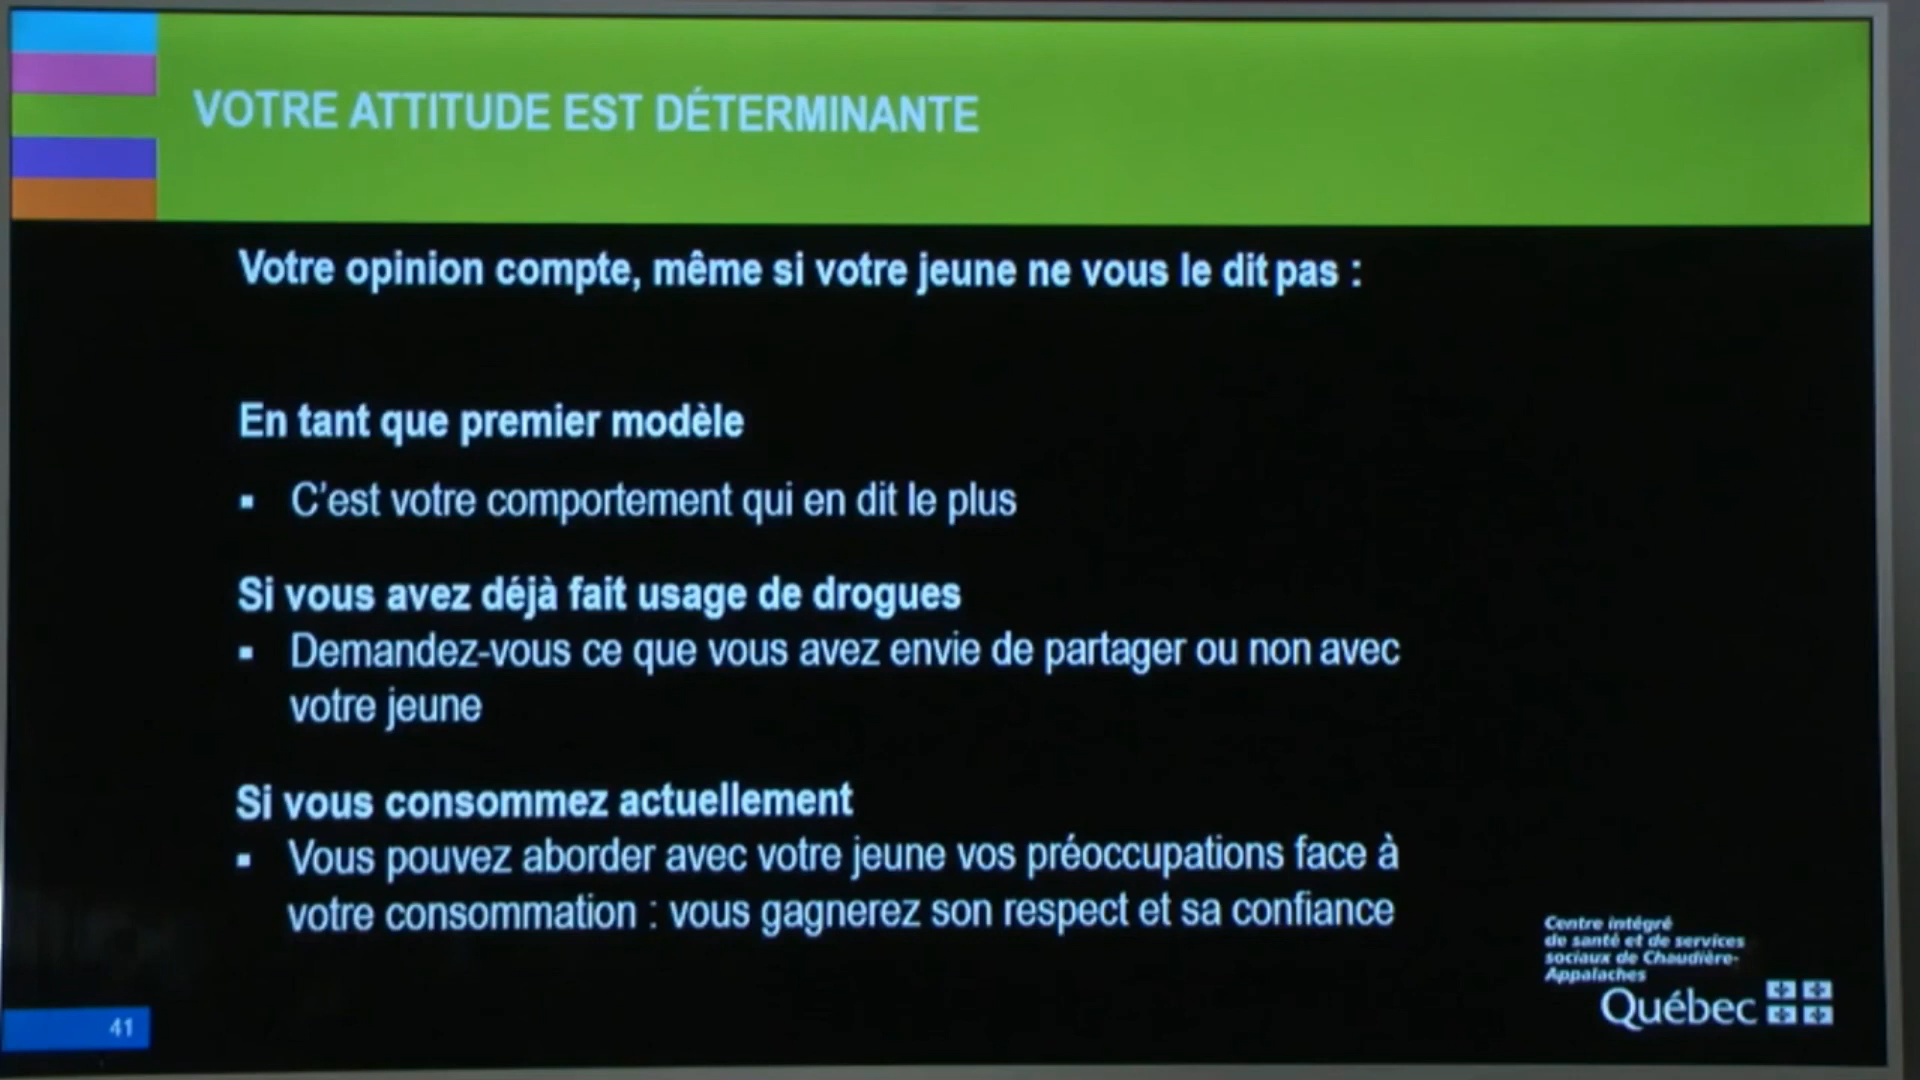 VOTRE ATTITUDE EST DÉTERMINANTE
Votre opinion compte, même si votre jeune ne vous le dit pas :
En tant que premier modèle
▪ C'est votre comportement qui en dit le plus
Si vous avez déjà fait usage de drogues
▪ Demandez-vous ce que vous avez envie de partager ou non avec
votre jeune
Si vous consommez actuellement
▪ Vous pouvez aborder avec votre jeune vos préoccupations face à
votre consommation : vous gagnerez son respect et sa confiance
Centre intégré
de santé et de services
sociaux de Chaudière-
Appalaches
Québec
41